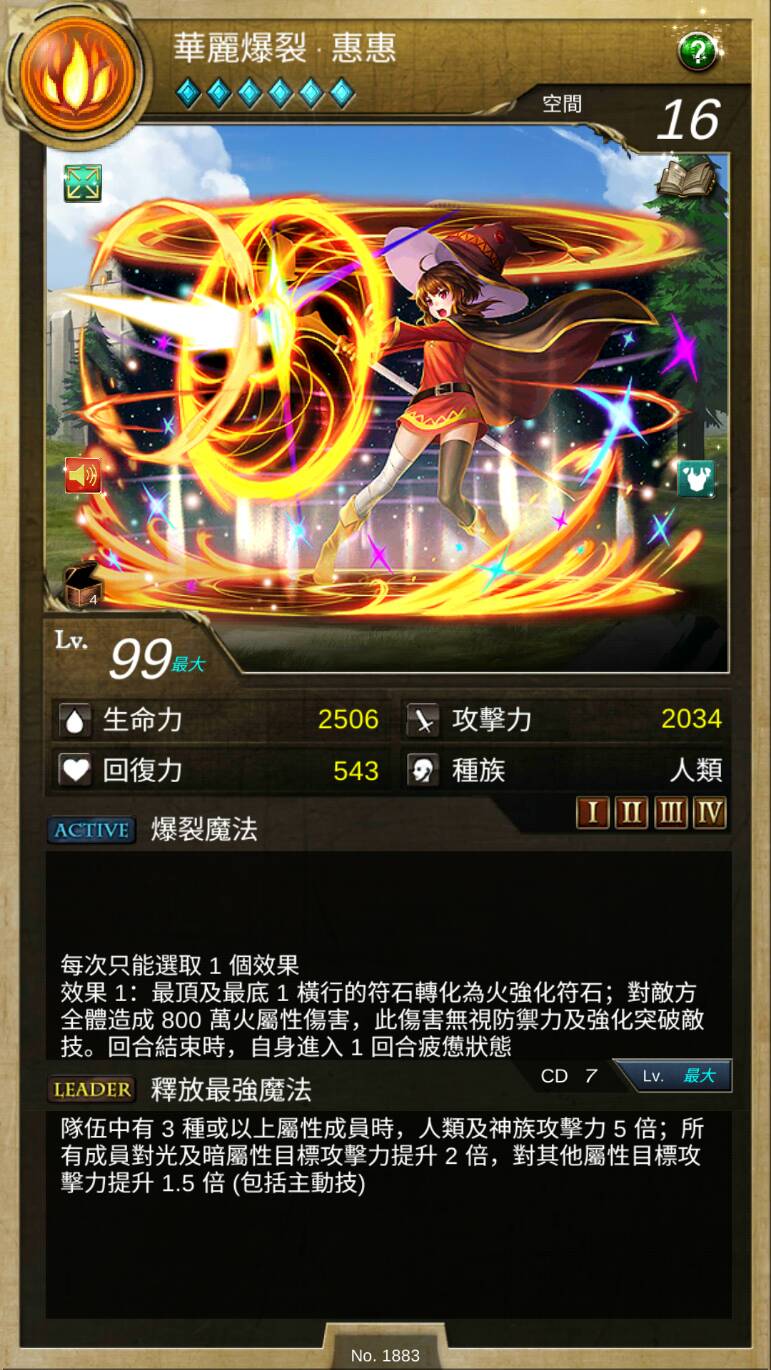 華麗爆裂 · 惠惠
空間
16
4
Lv. 99 最大
生命力 2506 攻擊力 2034
回復力 543 種族 人類
I II III IV
ACTIVE 爆裂魔法
每次只能選取 1 個效果
效果 1：最頂及最底 1 橫行的符石轉化為火強化符石；對敵方
全體造成 800 萬火屬性傷害，此傷害無視防禦力及強化突破敵
技。回合結束時，自身進入 1 回合疲憊狀態
CD 7 Lv. 最大
LEADER 釋放最強魔法
隊伍中有 3 種或以上屬性成員時，人類及神族攻擊力 5 倍；所
有成員對光及暗屬性目標攻擊力提升 2 倍，對其他屬性目標攻
擊力提升 1.5 倍 (包括主動技)
No. 1883